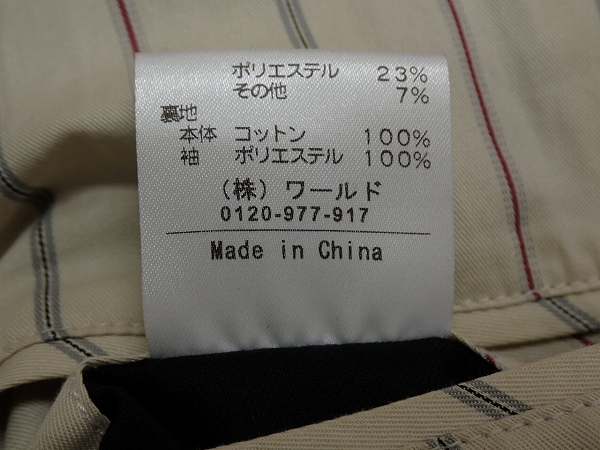 ポリエステル 23%
その他 7%
裏地
本体 コットン 100%
袖 ポリエステル 100%
(株)ワールド
0120-977-917
Made in China